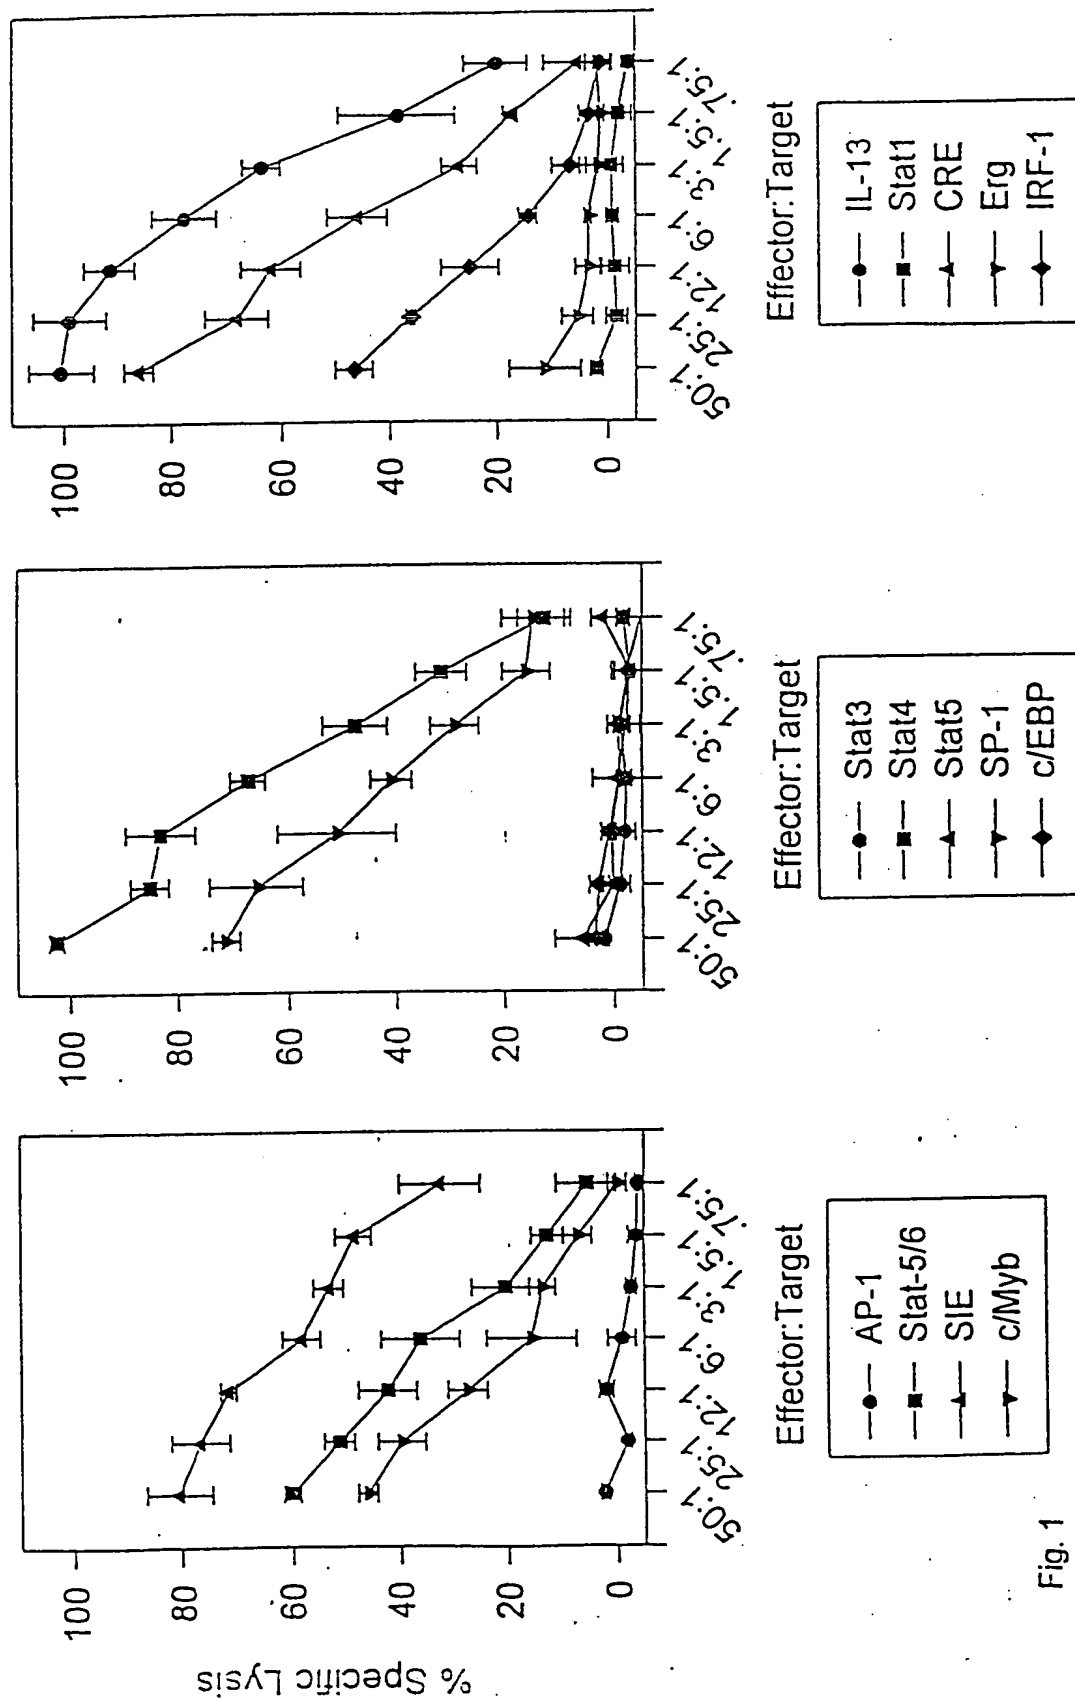 % Specific Lysis
100
80
60
40
20
0
50:1 25:1 12:1 6:1 3:1 1.5:1 .75:1
Effector:Target
AP-1
Stat-5/6
SIE
c/Myb
100
80
60
40
20
0
50:1 25:1 12:1 6:1 3:1 1.5:1 .75:1
Effector:Target
Stat3
Stat4
Stat5
SP-1
c/EBP
100
80
60
40
20
0
50:1 25:1 12:1 6:1 3:1 1.5:1 .75:1
Effector:Target
IL-13
Stat1
CRE
Erg
IRF-1
Fig. 1